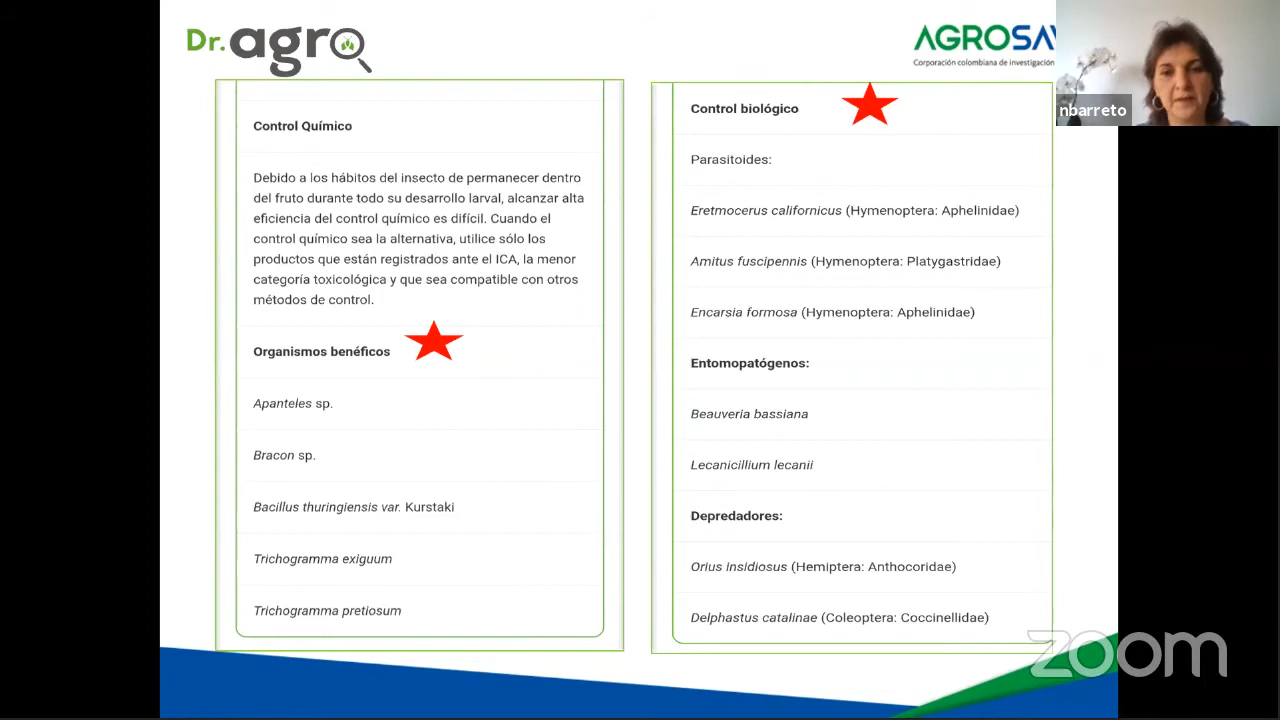 Dr.agro
AGROSAV
Corporación colombiana de investigación
nbarreto
Control Químico
Debido a los hábitos del insecto de permanecer dentro
del fruto durante todo su desarrollo larval, alcanzar alta
eficiencia del control químico es difícil. Cuando el
control químico sea la alternativa, utilice sólo los
productos que están registrados ante el ICA, la menor
categoría toxicológica y que sea compatible con otros
métodos de control.
Organismos benéficos
Apanteles sp.
Bracon sp.
Bacillus thuringiensis var. Kurstaki
Trichogramma exiguum
Trichogramma pretiosum
Control biológico
Parasitoides:
Eretmocerus californicus (Hymenoptera: Aphelinidae)
Amitus fuscipennis (Hymenoptera: Platygastridae)
Encarsia formosa (Hymenoptera: Aphelinidae)
Entomopatógenos:
Beauveria bassiana
Lecanicillium lecanii
Depredadores:
Orius insidiosus (Hemiptera: Anthocoridae)
Delphastus catalinae (Coleoptera: Coccinellidae)
zoom